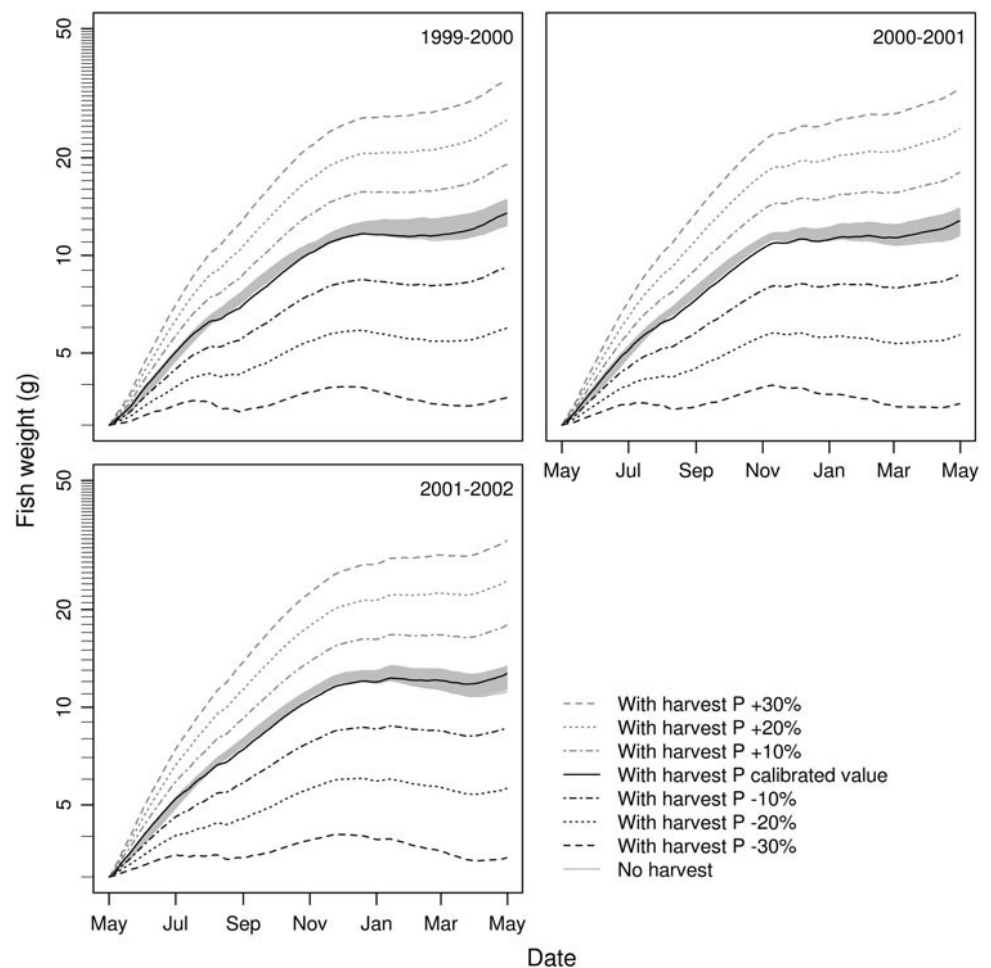 50
20
10
5
1999-2000
2000-2001
May Jul Sep Nov Jan Mar May
Fish weight (g)
50
20
10
5
2001-2002
May Jul Sep Nov Jan Mar May
With harvest P +30%
With harvest P +20%
With harvest P +10%
With harvest P calibrated value
With harvest P -10%
With harvest P -20%
With harvest P -30%
No harvest
Date